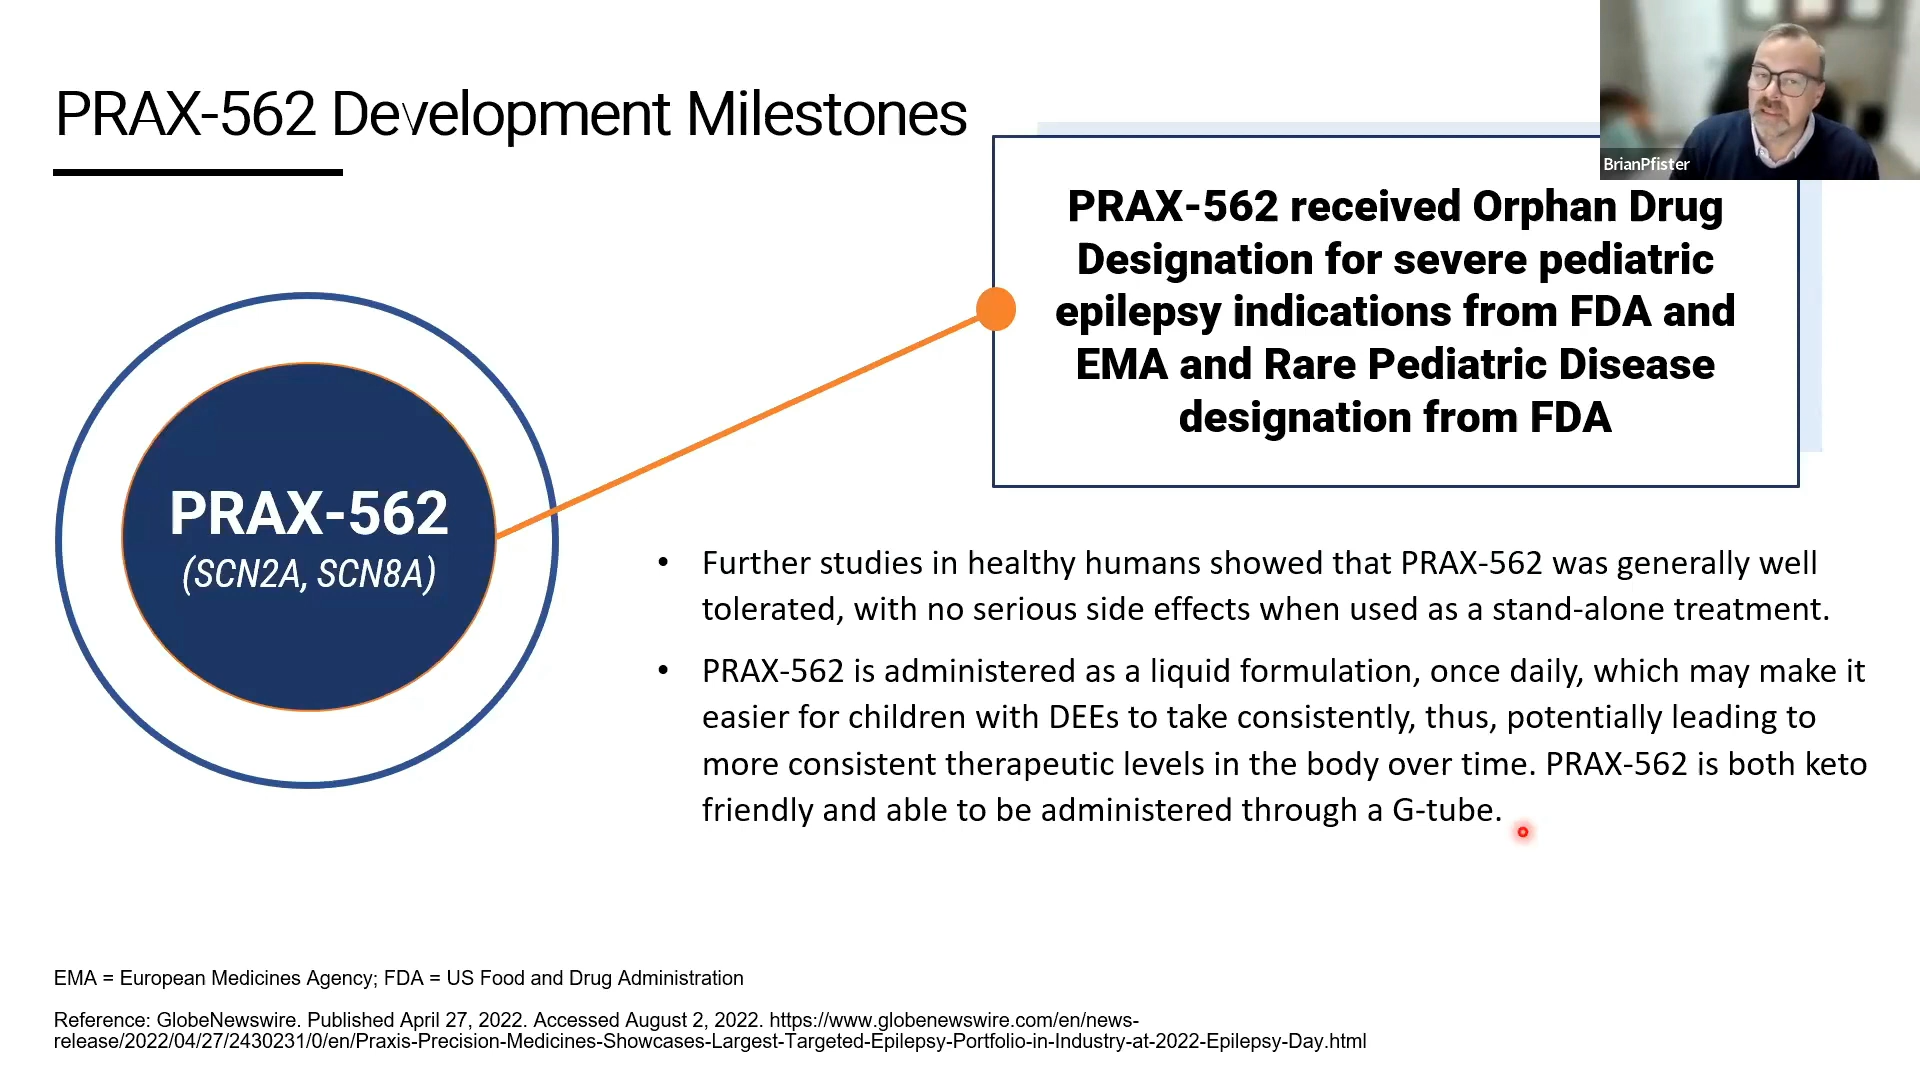 PRAX-562 Development Milestones
BrianPfister
PRAX-562 received Orphan Drug
Designation for severe pediatric
epilepsy indications from FDA and
EMA and Rare Pediatric Disease
designation from FDA
PRAX-562
(SCN2A, SCN8A)
• Further studies in healthy humans showed that PRAX-562 was generally well
tolerated, with no serious side effects when used as a stand-alone treatment.
• PRAX-562 is administered as a liquid formulation, once daily, which may make it
easier for children with DEEs to take consistently, thus, potentially leading to
more consistent therapeutic levels in the body over time. PRAX-562 is both keto
friendly and able to be administered through a G-tube.
EMA = European Medicines Agency; FDA = US Food and Drug Administration
Reference: GlobeNewswire. Published April 27, 2022. Accessed August 2, 2022. https://www.globenewswire.com/en/news-
release/2022/04/27/2430231/0/en/Praxis-Precision-Medicines-Showcases-Largest-Targeted-Epilepsy-Portfolio-in-Industry-at-2022-Epilepsy-Day.html